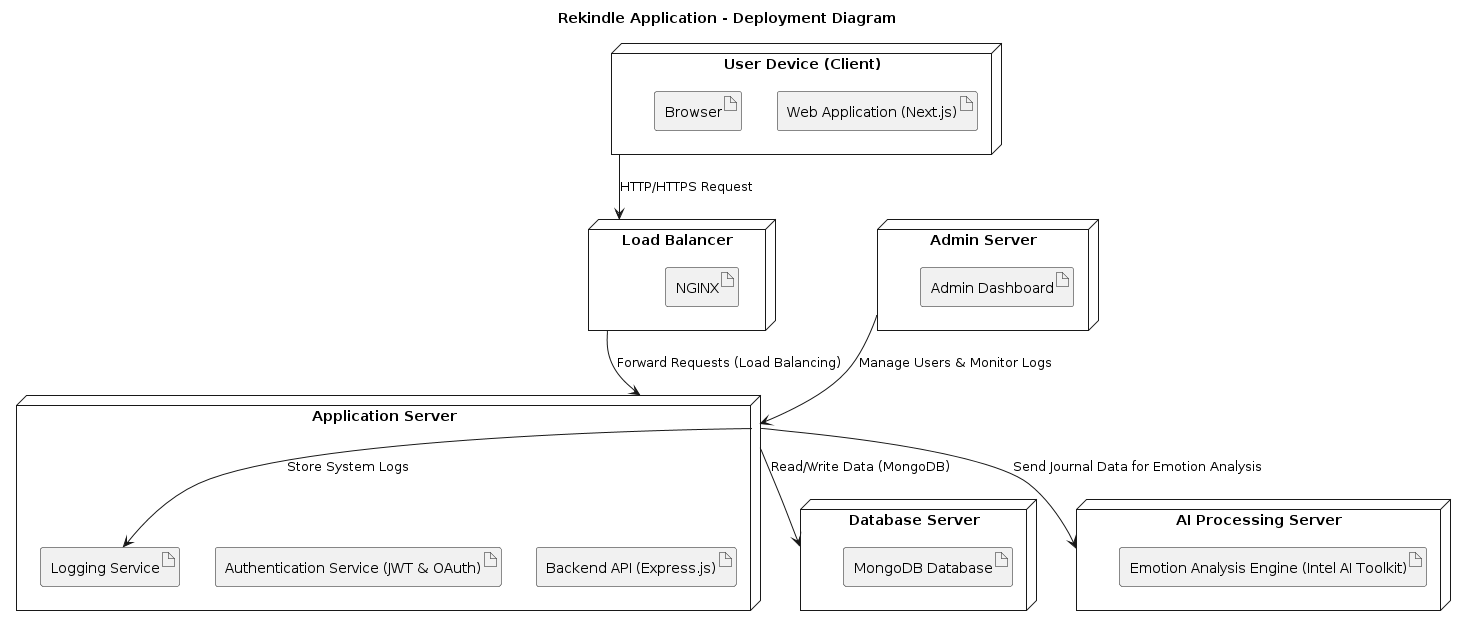 Rekindle Application - Deployment Diagram
User Device (Client)
Browser
Web Application (Next.js)
HTTP/HTTPS Request
Load Balancer
NGINX
Admin Server
Admin Dashboard
Forward Requests (Load Balancing)
Manage Users & Monitor Logs
Application Server
Store System Logs
Read/Write Data (MongoDB)
Send Journal Data for Emotion Analysis
Logging Service
Authentication Service (JWT & OAuth)
Backend API (Express.js)
Database Server
MongoDB Database
AI Processing Server
Emotion Analysis Engine (Intel AI Toolkit)